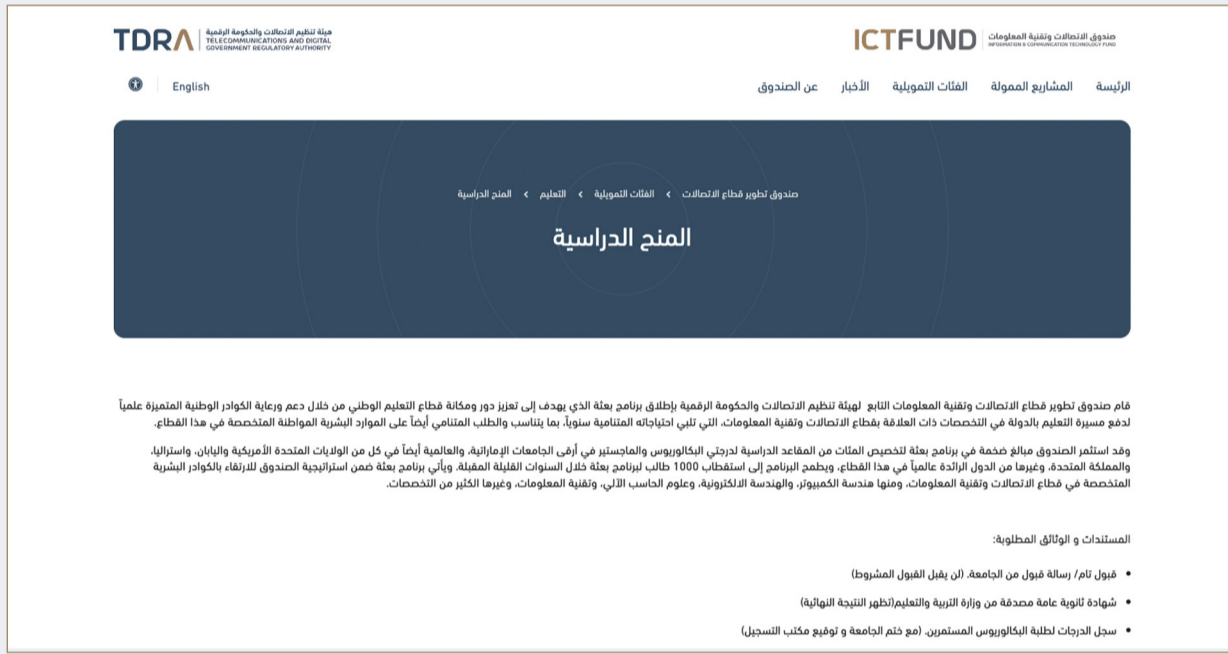 هيئة تنظيم الاتصالات والحكومة الرقمية
TDRA
TELECOMMUNICATIONS AND DIGITAL
GOVERNMENT REGULATORY AUTHORITY
صندوق الاتصالات وتقنية المعلومات
ICTFUND
INFORMATION & COMMUNICATION TECHNOLOGY FUND
الرئيسة المشاريع الممولة الفئات التمويلية الأخبار عن الصندوق
English
صندوق تطوير قطاع الاتصالات > الفئات التمويلية > التعليم > المنح الدراسية
المنح الدراسية
قام صندوق تطوير قطاع الاتصالات وتقنية المعلومات التابع لهيئة تنظيم الاتصالات والحكومة الرقمية بإطلاق برنامج بعثة الذي يهدف إلى تعزيز دور ومكانة قطاع التعليم الوطني من خلال دعم ورعاية الكوادر الوطنية المتميزة علمياً
لدفع مسيرة التعليم بالدولة في التخصصات ذات العلاقة بقطاع الاتصالات وتقنية المعلومات، التي تلبي احتياجاته المتنامية سنوياً، بما يتناسب والطلب المتنامي أيضاً على الموارد البشرية المواطنة المتخصصة في هذا القطاع.
وقد استثمر الصندوق مبالغ ضخمة في برنامج بعثة لتخصيص المئات من المقاعد الدراسية لدرجتي البكالوريوس والماجستير في أرقى الجامعات الإماراتية، والعالمية أيضاً في كل من الولايات المتحدة الأمريكية واليابان، واستراليا،
والمملكة المتحدة، وغيرها من الدول الرائدة عالمياً في هذا القطاع، ويطمح البرنامج إلى استقطاب 1000 طالب لبرنامج بعثة خلال السنوات القليلة المقبلة. ويأتي برنامج بعثة ضمن استراتيجية الصندوق للارتقاء بالكوادر البشرية
المتخصصة في قطاع الاتصالات وتقنية المعلومات، ومنها هندسة الكمبيوتر، والهندسة الالكترونية، وعلوم الحاسب الآلي، وتقنية المعلومات، وغيرها الكثير من التخصصات.
المستندات و الوثائق المطلوبة:
• قبول تام/ رسالة قبول من الجامعة. (لن يقبل القبول المشروط)
• شهادة ثانوية عامة مصدقة من وزارة التربية والتعليم(تظهر النتيجة النهائية)
• سجل الدرجات لطلبة البكالوريوس المستمرين. (مع ختم الجامعة و توقيع مكتب التسجيل)